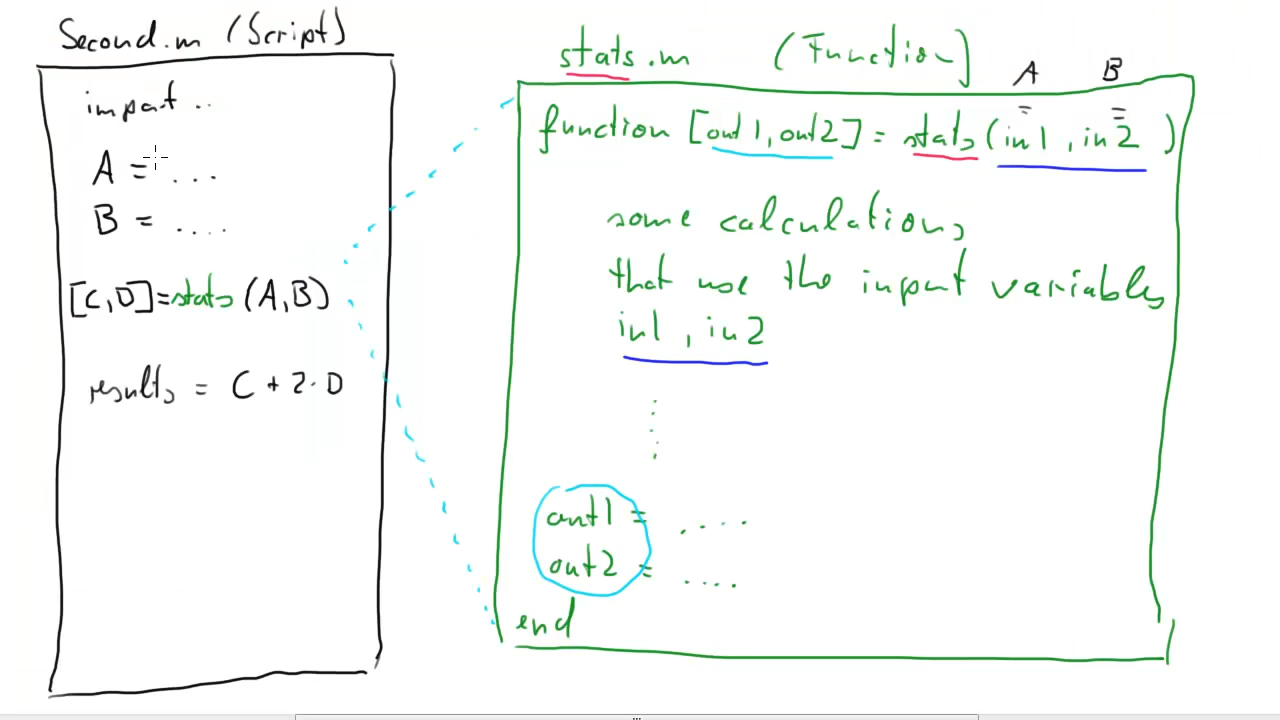 Second.m (Script)
input ..
A = ...
B = ....
[C,D]=stats (A,B)
results = C + 2·D
stats.m (Function)
A B
= =
function [out1, out2] = stats (in1, in2)
some calculations
that use the input variables
in1, in2
out1 = ....
out2 = ....
end